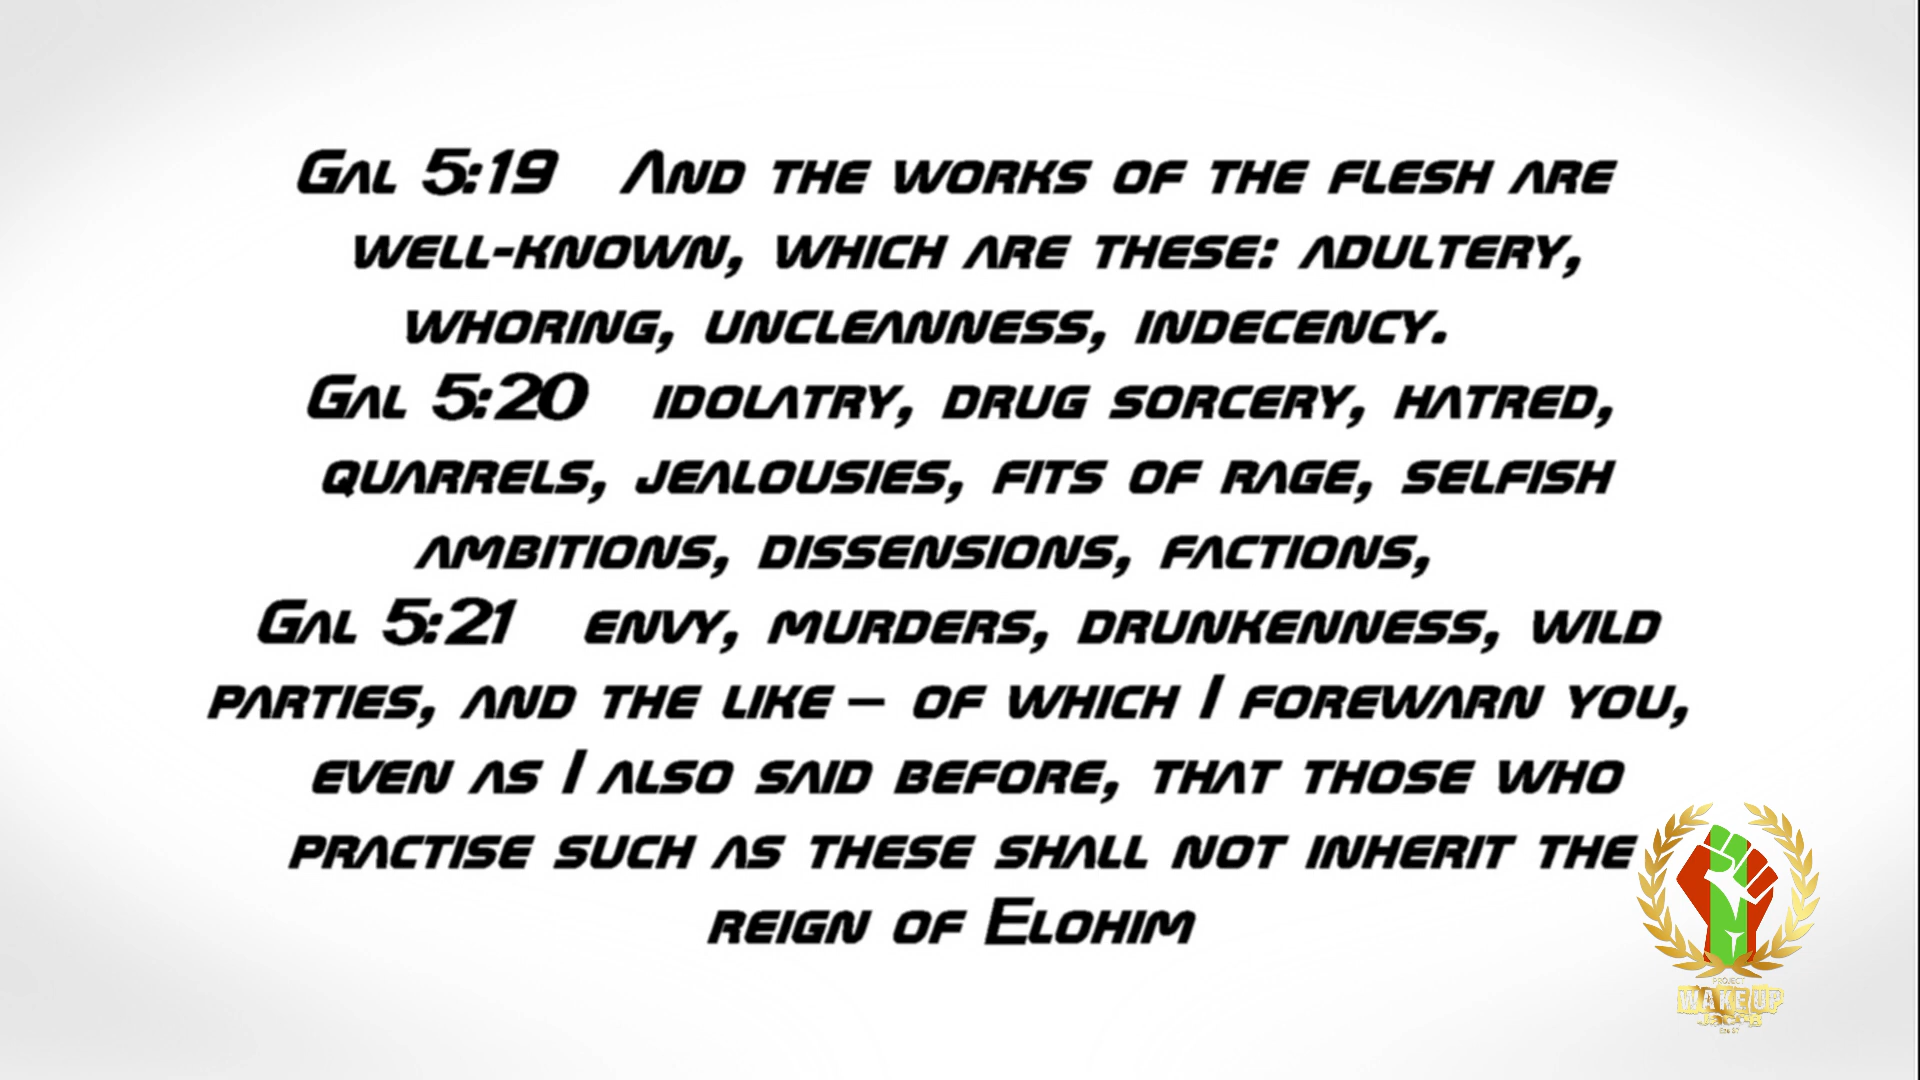 Gal 5:19 And the works of the flesh are
well-known, which are these: adultery,
whoring, uncleanness, indecency.
Gal 5:20 idolatry, drug sorcery, hatred,
quarrels, jealousies, fits of rage, selfish
ambitions, dissensions, factions,
Gal 5:21 envy, murders, drunkenness, wild
parties, and the like – of which I forewarn you,
even as I also said before, that those who
practise such as these shall not inherit the
reign of Elohim
PROJECT
WAKE UP
Jacob